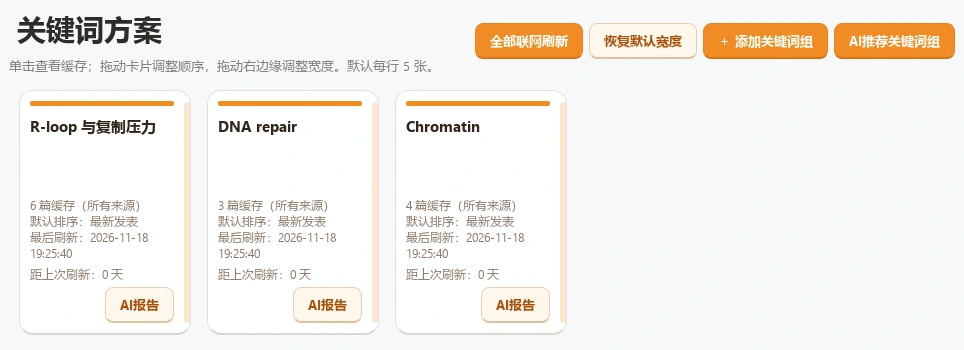 关键词方案
全部联网刷新
恢复默认宽度
＋ 添加关键词组
AI推荐关键词组
单击查看缓存；拖动卡片调整顺序，拖动右边缘调整宽度。默认每行 5 张。
R-loop 与复制压力
6 篇缓存（所有来源）
默认排序：最新发表
最后刷新：2026-11-18
19:25:40
距上次刷新：0 天
AI报告
DNA repair
3 篇缓存（所有来源）
默认排序：最新发表
最后刷新：2026-11-18
19:25:40
距上次刷新：0 天
AI报告
Chromatin
4 篇缓存（所有来源）
默认排序：最新发表
最后刷新：2026-11-18
19:25:40
距上次刷新：0 天
AI报告